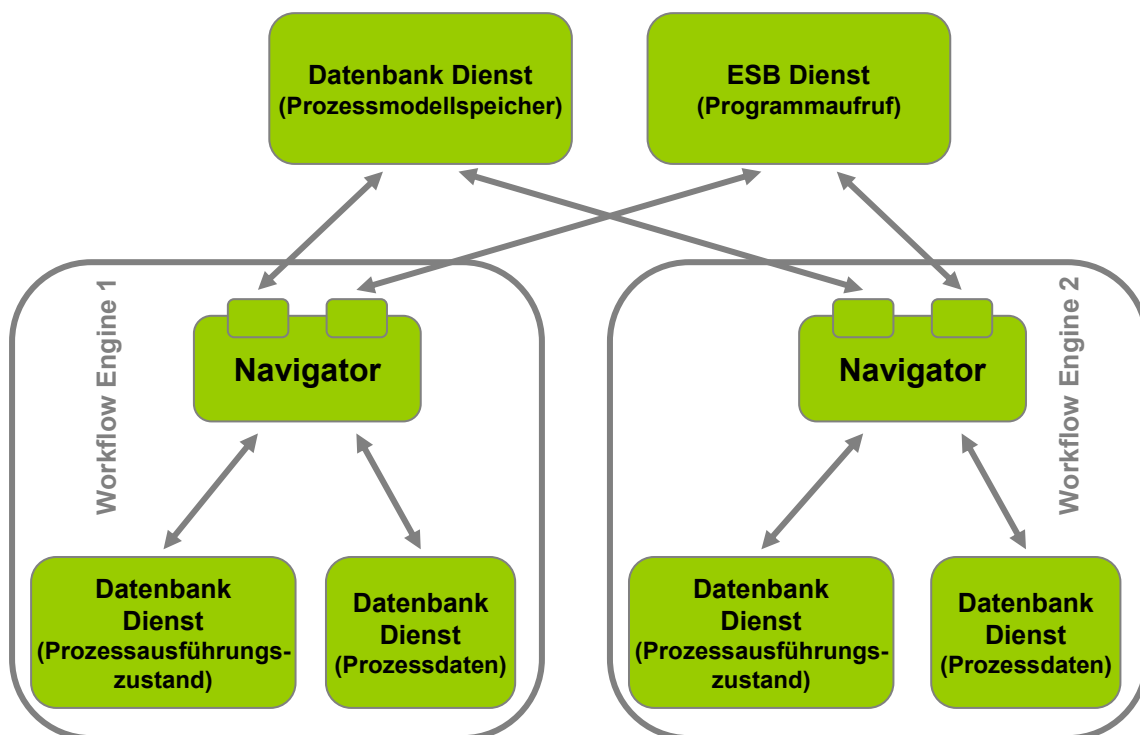 Datenbank Dienst
(Prozessmodellspeicher)
ESB Dienst
(Programmaufruf)
Workflow Engine 1
Navigator
Datenbank
Dienst
(Prozessausführungs-
zustand)
Datenbank
Dienst
(Prozessdaten)
Workflow Engine 2
Navigator
Datenbank
Dienst
(Prozessausführungs-
zustand)
Datenbank
Dienst
(Prozessdaten)